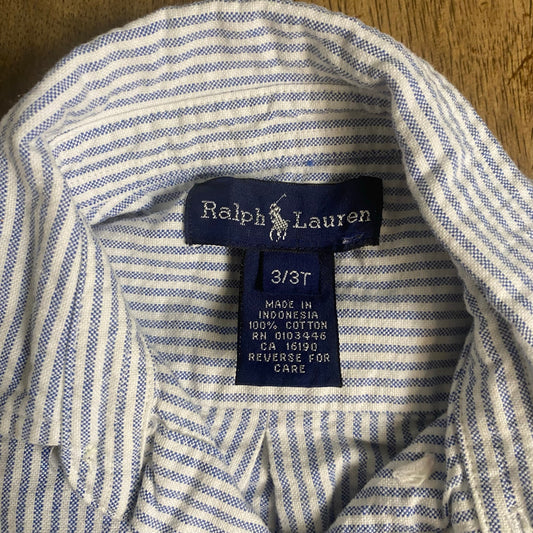 Ralph Lauren
3/3T
MADE IN
INDONESIA
100% COTTON
RN 0103446
CA 16190
REVERSE FOR
CARE